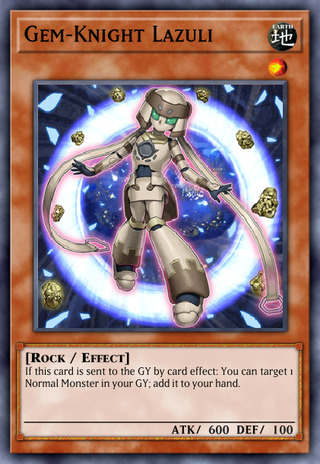 Gem-Knight Lazuli
EARTH
地
[Rock / Effect]
If this card is sent to the GY by card effect: You can target 1
Normal Monster in your GY; add it to your hand.
ATK/ 600 DEF/ 100